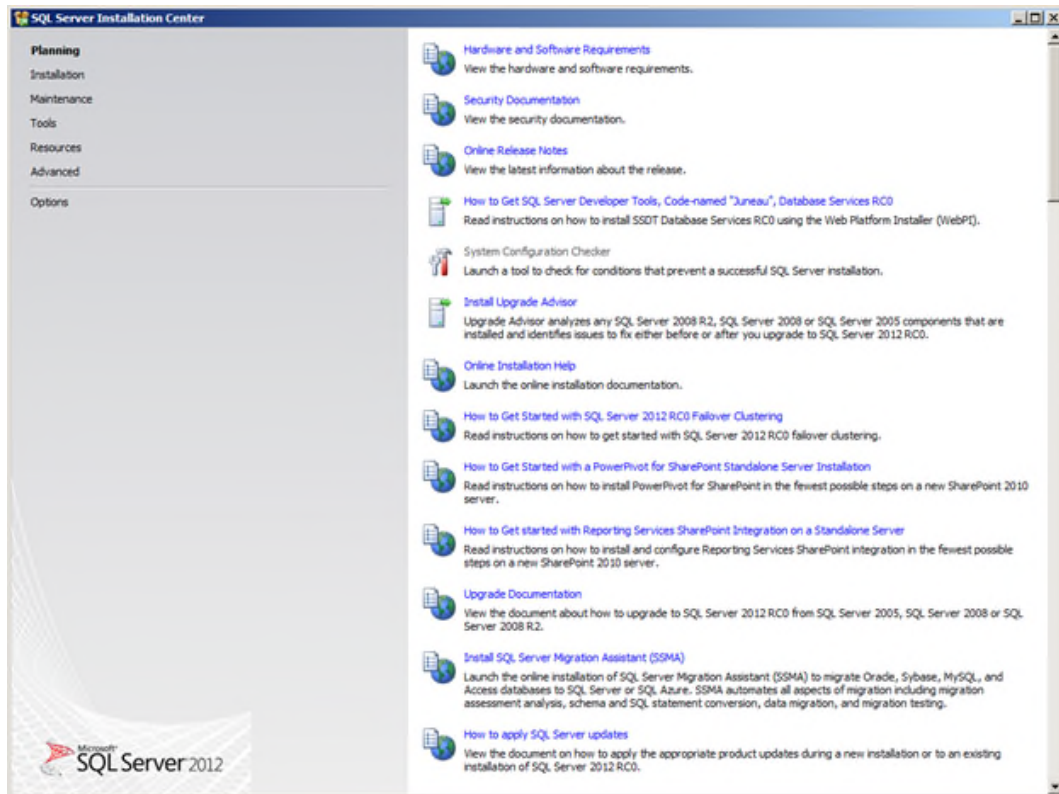 SQL Server Installation Center
Planning
Installation
Maintenance
Tools
Resources
Advanced
Options
Hardware and Software Requirements
View the hardware and software requirements.
Security Documentation
View the security documentation.
Online Release Notes
View the latest information about the release.
How to Get SQL Server Developer Tools, Code-named "Juneau", Database Services RC0
Read instructions on how to install SSDT Database Services RC0 using the Web Platform Installer (WebPI).
System Configuration Checker
Launch a tool to check for conditions that prevent a successful SQL Server installation.
Install Upgrade Advisor
Upgrade Advisor analyzes any SQL Server 2008 R2, SQL Server 2008 or SQL Server 2005 components that are
installed and identifies issues to fix either before or after you upgrade to SQL Server 2012 RC0.
Online Installation Help
Launch the online installation documentation.
How to Get Started with SQL Server 2012 RC0 Failover Clustering
Read instructions on how to get started with SQL Server 2012 RC0 failover clustering.
How to Get Started with a PowerPivot for SharePoint Standalone Server Installation
Read instructions on how to install PowerPivot for SharePoint in the fewest possible steps on a new SharePoint 2010
server.
How to Get started with Reporting Services SharePoint Integration on a Standalone Server
Read instructions on how to install and configure Reporting Services SharePoint integration in the fewest possible
steps on a new SharePoint 2010 server.
Upgrade Documentation
View the document about how to upgrade to SQL Server 2012 RC0 from SQL Server 2005, SQL Server 2008 or SQL
Server 2008 R2.
Install SQL Server Migration Assistant (SSMA)
Launch the online installation of SQL Server Migration Assistant (SSMA) to migrate Oracle, Sybase, MySQL, and
Access databases to SQL Server or SQL Azure. SSMA automates all aspects of migration including migration
assessment analysis, schema and SQL statement conversion, data migration, and migration testing.
How to apply SQL Server updates
View the document on how to apply the appropriate product updates during a new installation or to an existing
installation of SQL Server 2012 RC0.
Microsoft
SQL Server 2012